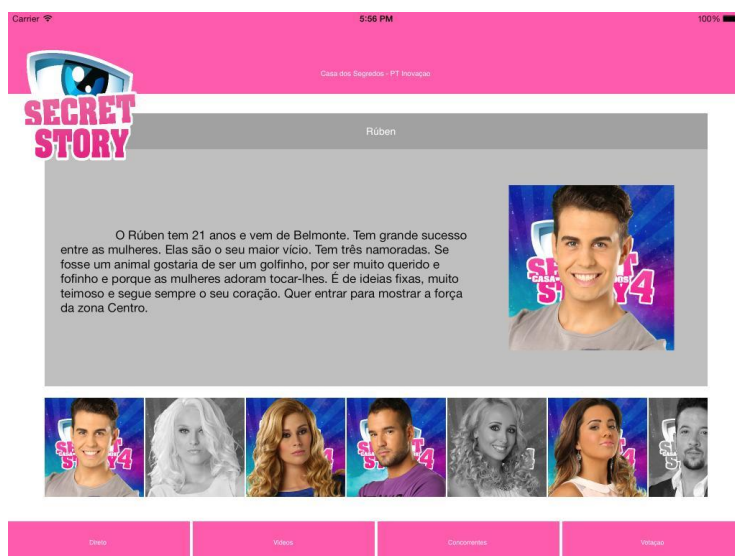 Carrier
5:56 PM
100%
Casa dos Segredos - PT Inovaçao
SECRET
STORY
Rúben
O Rúben tem 21 anos e vem de Belmonte. Tem grande sucesso
entre as mulheres. Elas são o seu maior vício. Tem três namoradas. Se
fosse um animal gostaria de ser um golfinho, por ser muito querido e
fofinho e porque as mulheres adoram tocar-lhes. É de ideias fixas, muito
teimoso e segue sempre o seu coração. Quer entrar para mostrar a força
da zona Centro.
Direto
Vídeos
Concorrentes
Votaçao